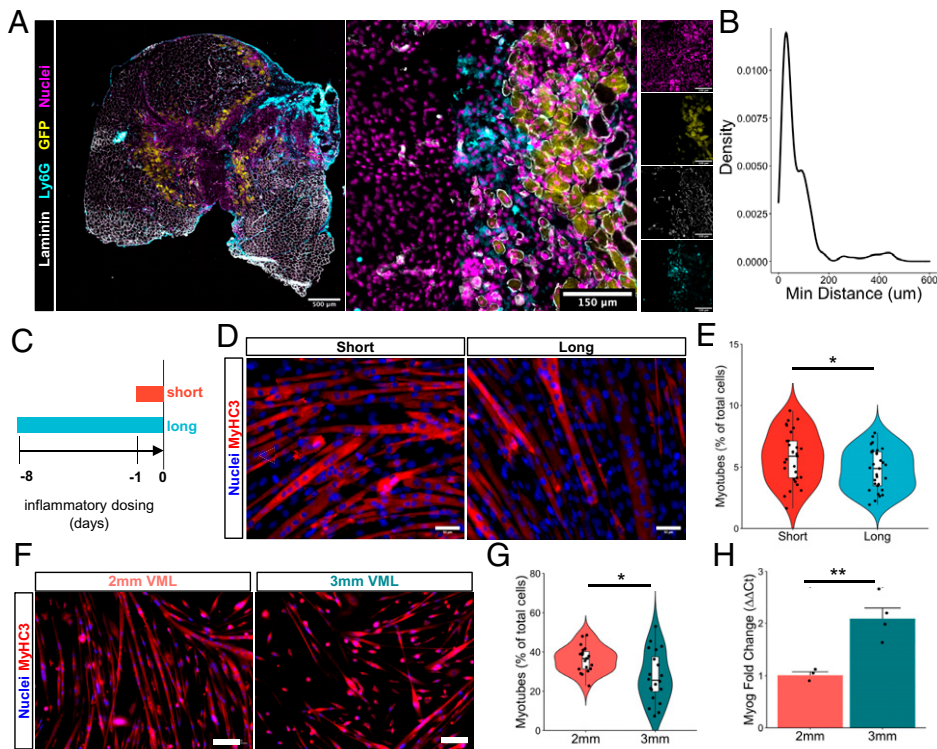 A
Laminin Ly6G GFP Nuclei
500 µm
150 µm
B
Density
0.0100
0.0075
0.0050
0.0025
0.0000
0 200 400 600
Min Distance (um)
C
short
long
-8 -1 0
inflammatory dosing
(days)
D
Short Long
Nuclei MyHC3
E
Myotubes (% of total cells)
15
10
5
0
*
Short Long
F
2mm VML 3mm VML
Nuclei MyHC3
G
Myotubes (% of total cells)
80
60
40
20
0
*
2mm 3mm
H
Myog Fold Change (ΔΔCt)
3
2
1
0
**
2mm 3mm